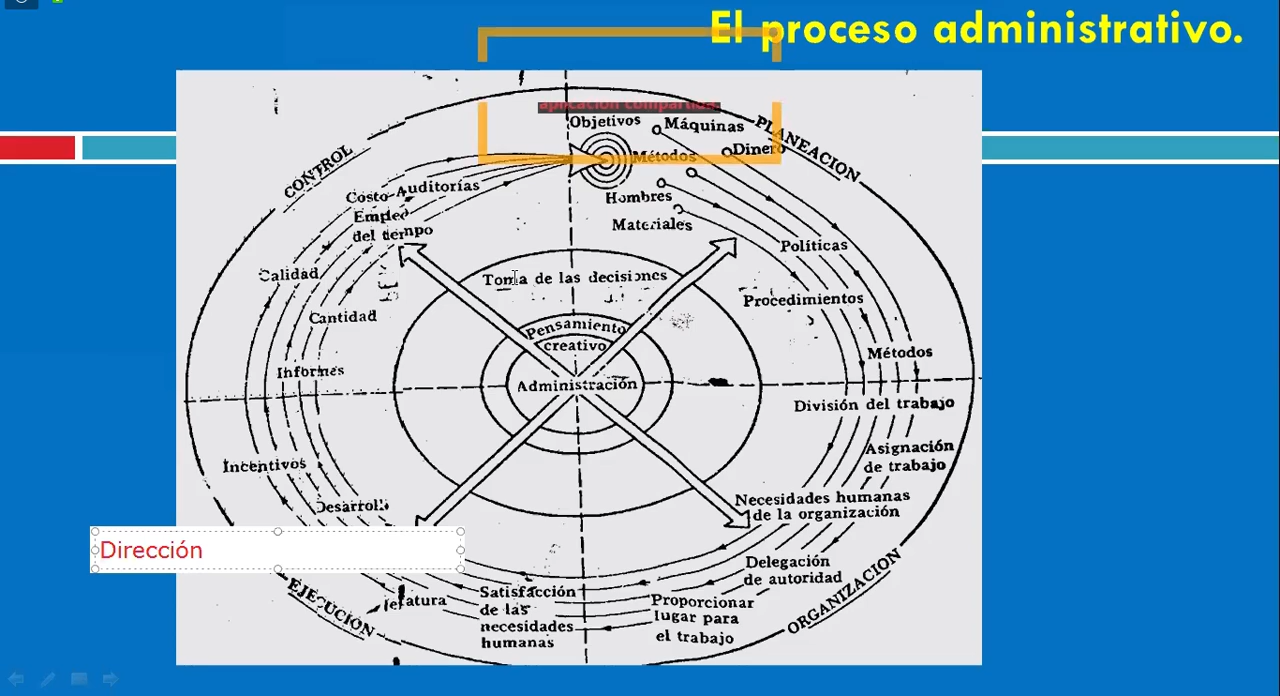 El proceso administrativo.
aplicación compartida
Objetivos
Máquinas
PLANEACION
Métodos
Dinero
CONTROL
Costo
Auditorías
Hombres
Empleo
del tiempo
Materiales
Políticas
Calidad
Toma de las decisiones
Procedimientos
Cantidad
Pensamiento
creativo
Métodos
Informes
Administración
División del trabajo
Asignación
de trabajo
Incentivos
Necesidades humanas
de la organización
Desarrollo
Dirección
Delegación
de autoridad
EJECUCIÓN
Satisfacción
de las
necesidades
humanas
Proporcionar
lugar para
el trabajo
ORGANIZACION